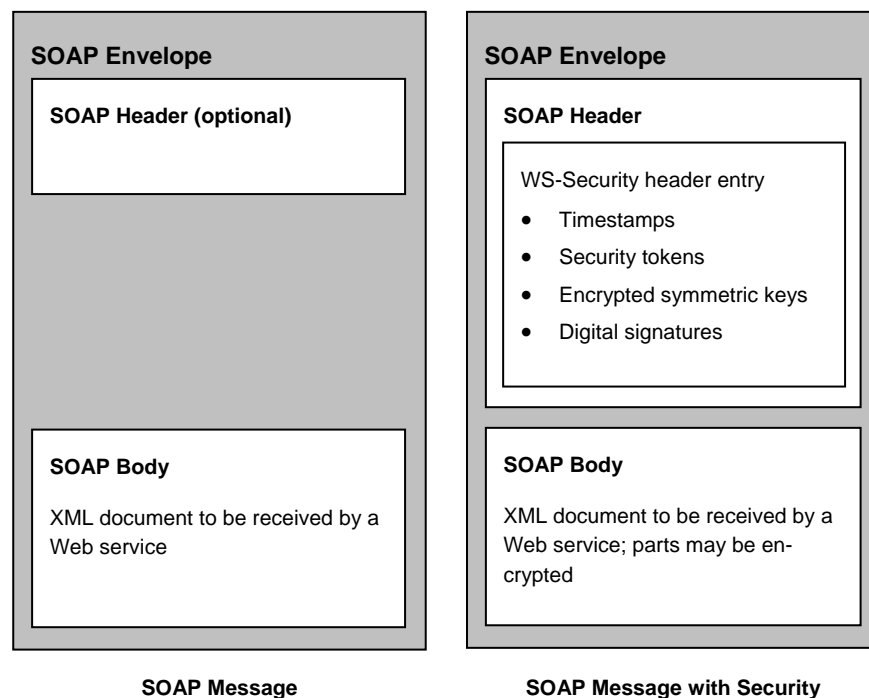 SOAP Envelope
SOAP Header (optional)
SOAP Body
XML document to be received by a
Web service
SOAP Message
SOAP Envelope
SOAP Header
WS-Security header entry
• Timestamps
• Security tokens
• Encrypted symmetric keys
• Digital signatures
SOAP Body
XML document to be received by a
Web service; parts may be en-
crypted
SOAP Message with Security